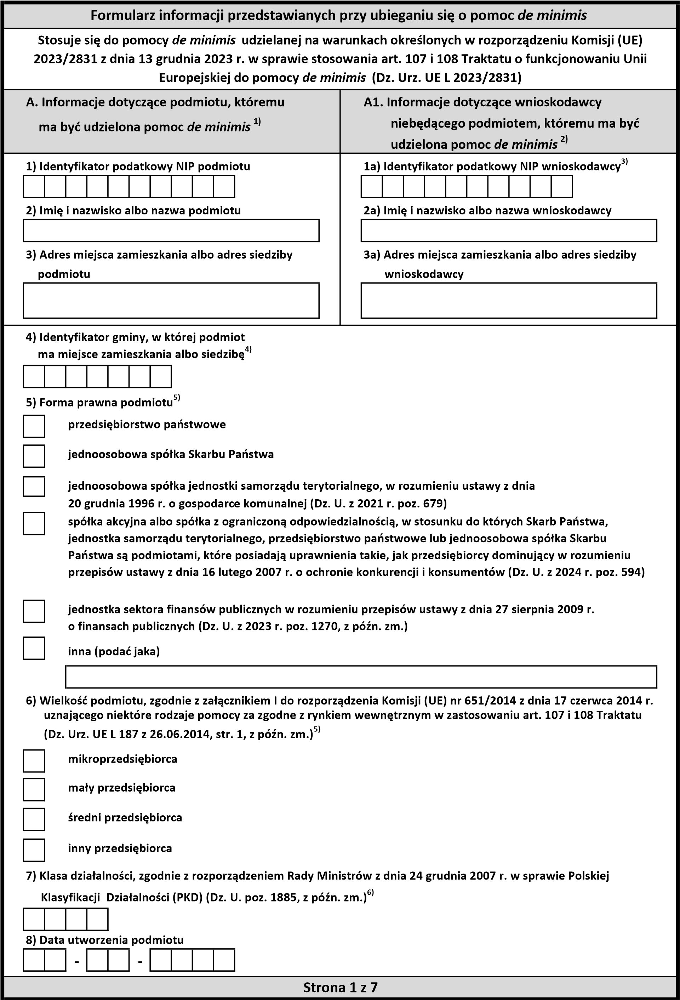 Formularz informacji przedstawianych przy ubieganiu się o pomoc de minimis
Stosuje się do pomocy de minimis udzielanej na warunkach określonych w rozporządzeniu Komisji (UE)
2023/2831 z dnia 13 grudnia 2023 r. w sprawie stosowania art. 107 i 108 Traktatu o funkcjonowaniu Unii
Europejskiej do pomocy de minimis (Dz. Urz. UE L 2023/2831)
A. Informacje dotyczące podmiotu, któremu
ma być udzielona pomoc de minimis 1)
A1. Informacje dotyczące wnioskodawcy
niebędącego podmiotem, któremu ma być
udzielona pomoc de minimis 2)
1) Identyfikator podatkowy NIP podmiotu
2) Imię i nazwisko albo nazwa podmiotu
3) Adres miejsca zamieszkania albo adres siedziby
podmiotu
1a) Identyfikator podatkowy NIP wnioskodawcy3)
2a) Imię i nazwisko albo nazwa wnioskodawcy
3a) Adres miejsca zamieszkania albo adres siedziby
wnioskodawcy
4) Identyfikator gminy, w której podmiot
ma miejsce zamieszkania albo siedzibę4)
5) Forma prawna podmiotu5)
przedsiębiorstwo państwowe
jednoosobowa spółka Skarbu Państwa
jednoosobowa spółka jednostki samorządu terytorialnego, w rozumieniu ustawy z dnia
20 grudnia 1996 r. o gospodarce komunalnej (Dz. U. z 2021 r. poz. 679)
spółka akcyjna albo spółka z ograniczoną odpowiedzialnością, w stosunku do których Skarb Państwa,
jednostka samorządu terytorialnego, przedsiębiorstwo państwowe lub jednoosobowa spółka Skarbu
Państwa są podmiotami, które posiadają uprawnienia takie, jak przedsiębiorcy dominujący w rozumieniu
przepisów ustawy z dnia 16 lutego 2007 r. o ochronie konkurencji i konsumentów (Dz. U. z 2024 r. poz. 594)
jednostka sektora finansów publicznych w rozumieniu przepisów ustawy z dnia 27 sierpnia 2009 r.
o finansach publicznych (Dz. U. z 2023 r. poz. 1270, z późn. zm.)
inna (podać jaka)
6) Wielkość podmiotu, zgodnie z załącznikiem I do rozporządzenia Komisji (UE) nr 651/2014 z dnia 17 czerwca 2014 r.
uznającego niektóre rodzaje pomocy za zgodne z rynkiem wewnętrznym w zastosowaniu art. 107 i 108 Traktatu
(Dz. Urz. UE L 187 z 26.06.2014, str. 1, z późn. zm.)5)
mikroprzedsiębiorca
mały przedsiębiorca
średni przedsiębiorca
inny przedsiębiorca
7) Klasa działalności, zgodnie z rozporządzeniem Rady Ministrów z dnia 24 grudnia 2007 r. w sprawie Polskiej
Klasyfikacji Działalności (PKD) (Dz. U. poz. 1885, z późn. zm.)6)
8) Data utworzenia podmiotu
- -
Strona 1 z 7